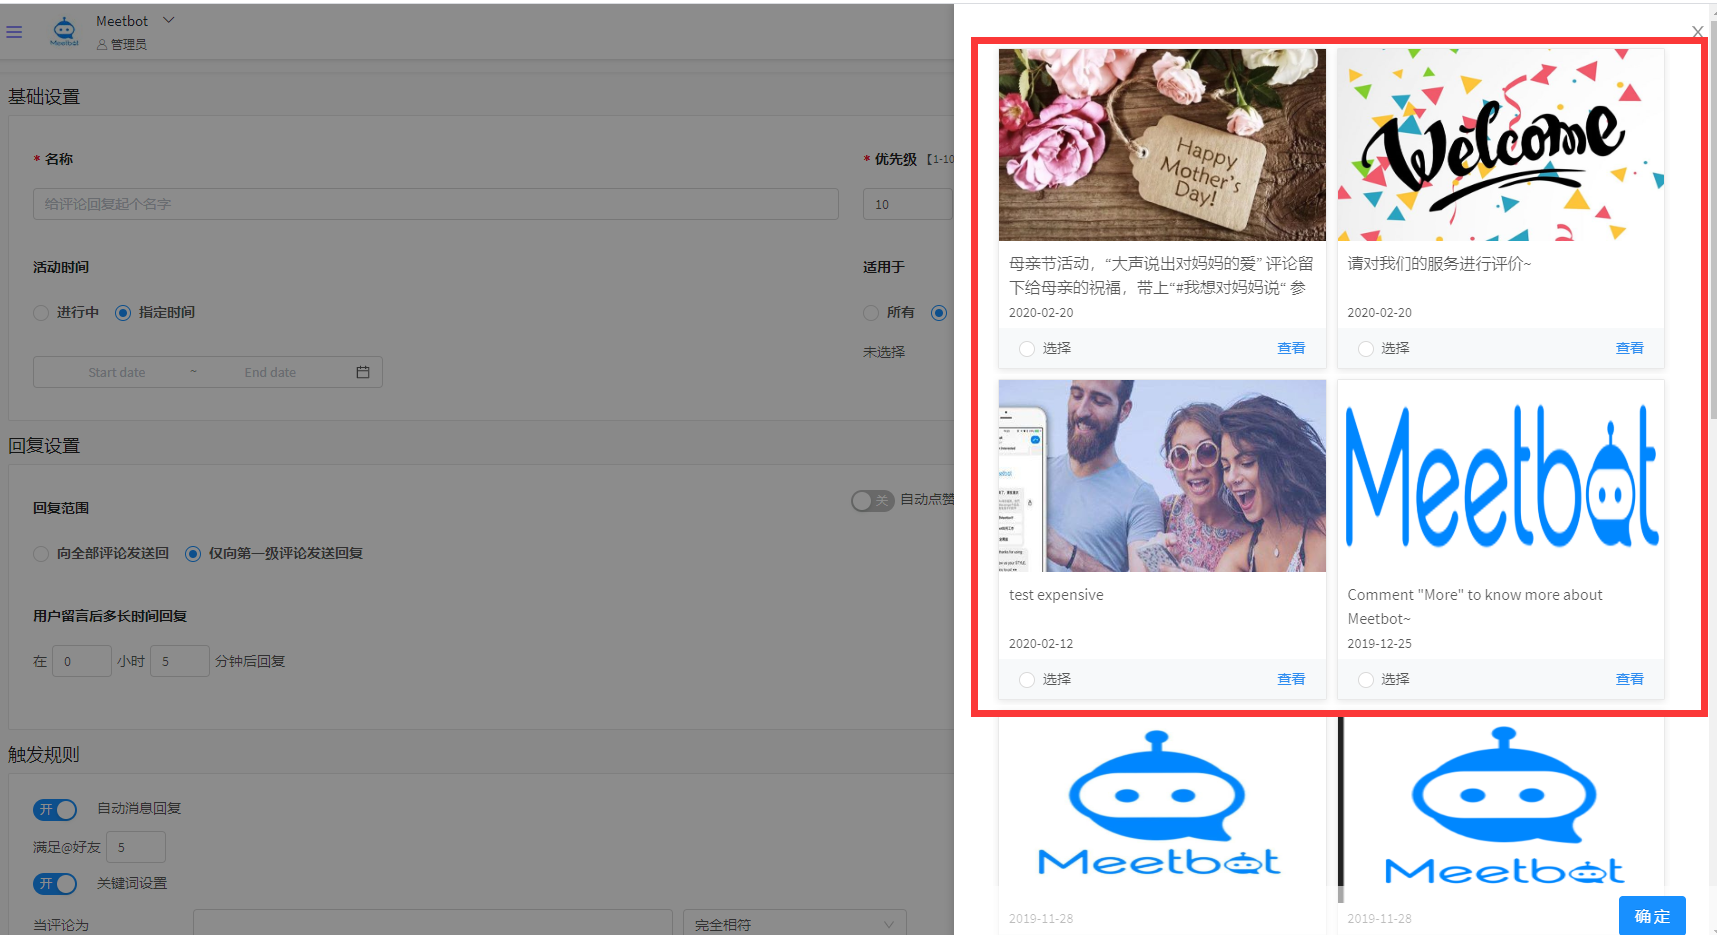 Meetbot
管理员
Meetbot
基础设置
* 名称
* 优先级 【1-10
给评论回复起个名字
10
活动时间
适用于
进行中
指定时间
所有
Start date
~
End date
未选择
回复设置
回复范围
关
自动点赞
向全部评论发送回
仅向第一级评论发送回复
用户留言后多长时间回复
在 0 小时 5 分钟后回复
触发规则
开 自动消息回复
满足@好友 5
开 关键词设置
当评论为
完全相符
X
Happy
Mother's
Day!
母亲节活动，“大声说出对妈妈的爱” 评论留
下给母亲的祝福，带上“#我想对妈妈说“ 参
2020-02-20
选择
查看
Welcome
请对我们的服务进行评价~
2020-02-20
选择
查看
test expensive
2020-02-12
选择
查看
Meetbot
Comment "More" to know more about
Meetbot~
2019-12-25
选择
查看
Meetbot
2019-11-28
Meetbot
2019-11-28
确定